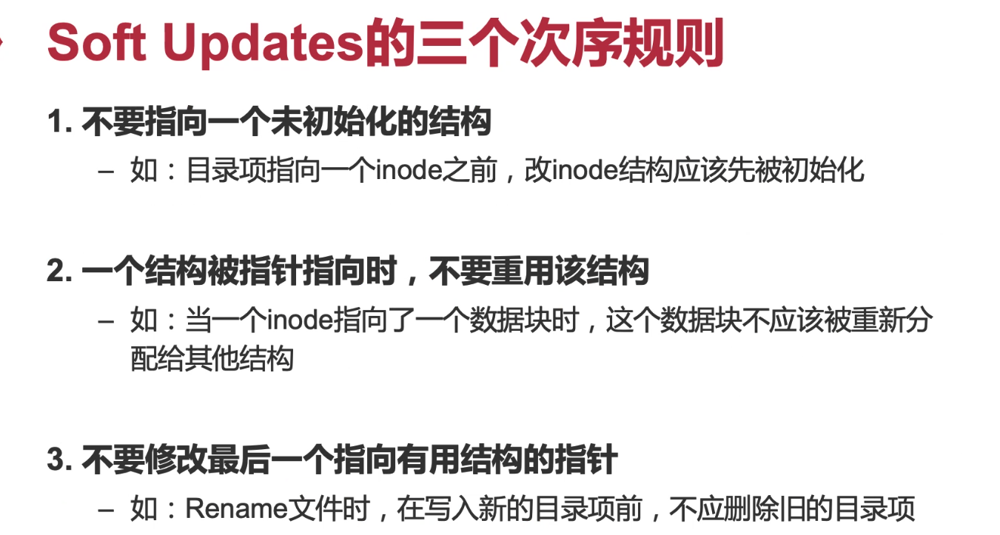 Soft Updates的三个次序规则
1. 不要指向一个未初始化的结构
– 如：目录项指向一个inode之前，改inode结构应该先被初始化
2. 一个结构被指针指向时，不要重用该结构
– 如：当一个inode指向了一个数据块时，这个数据块不应该被重新分
配给其他结构
3. 不要修改最后一个指向有用结构的指针
– 如：Rename文件时，在写入新的目录项前，不应删除旧的目录项